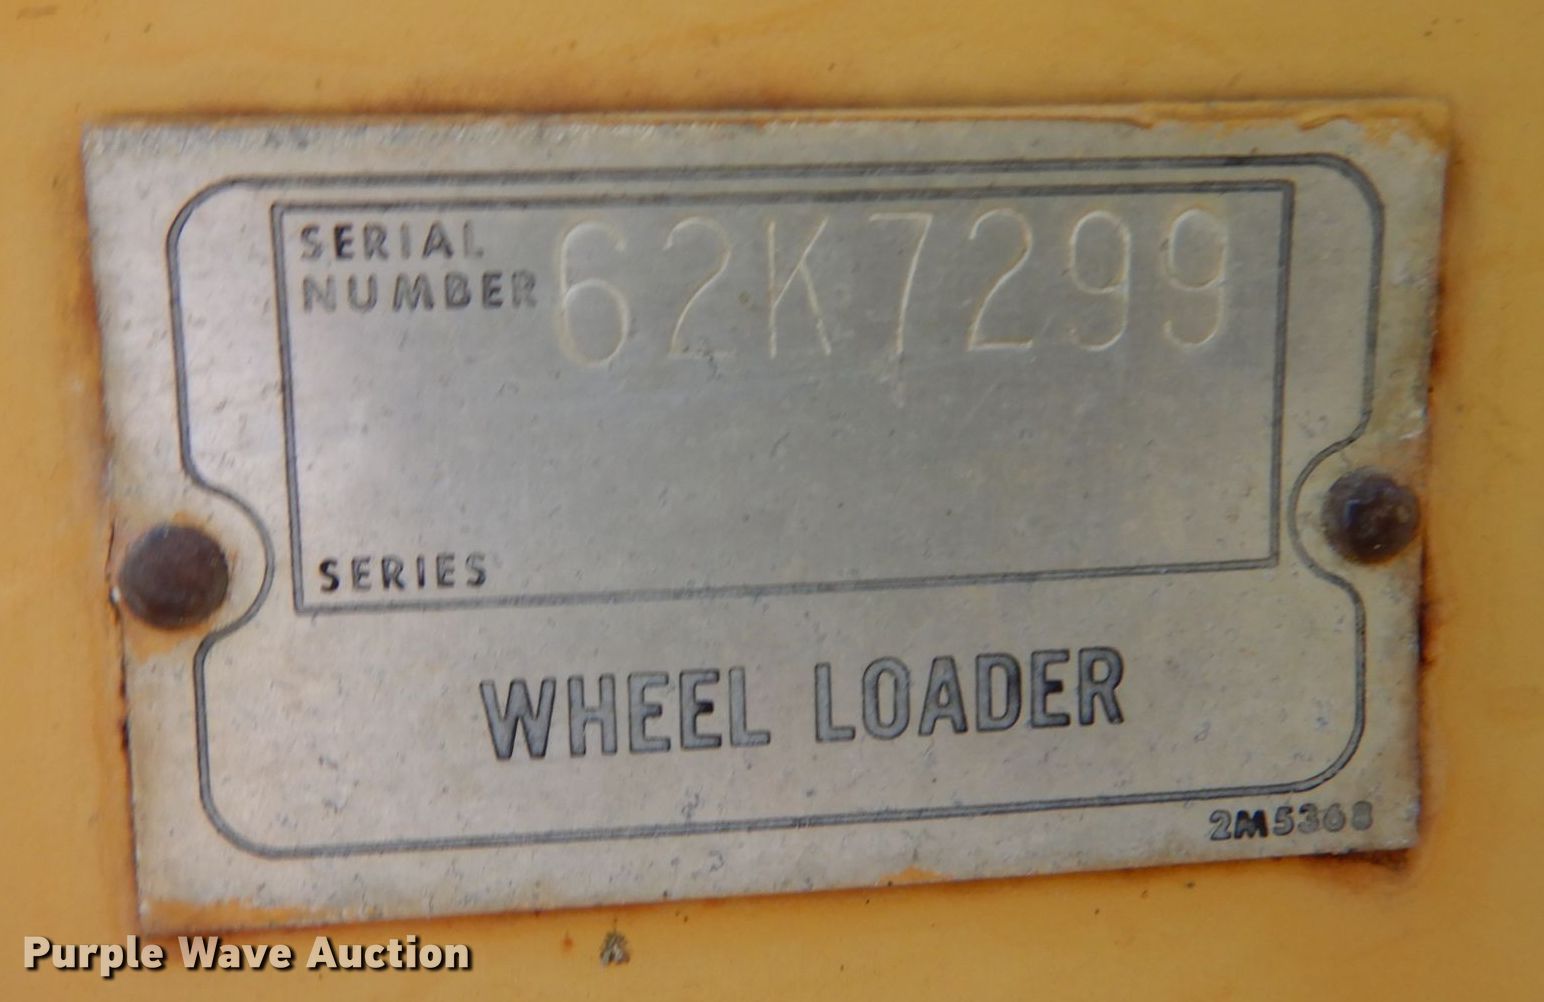 SERIAL
NUMBER 62K7299
SERIES
WHEEL LOADER
2M5368
Purple Wave Auction